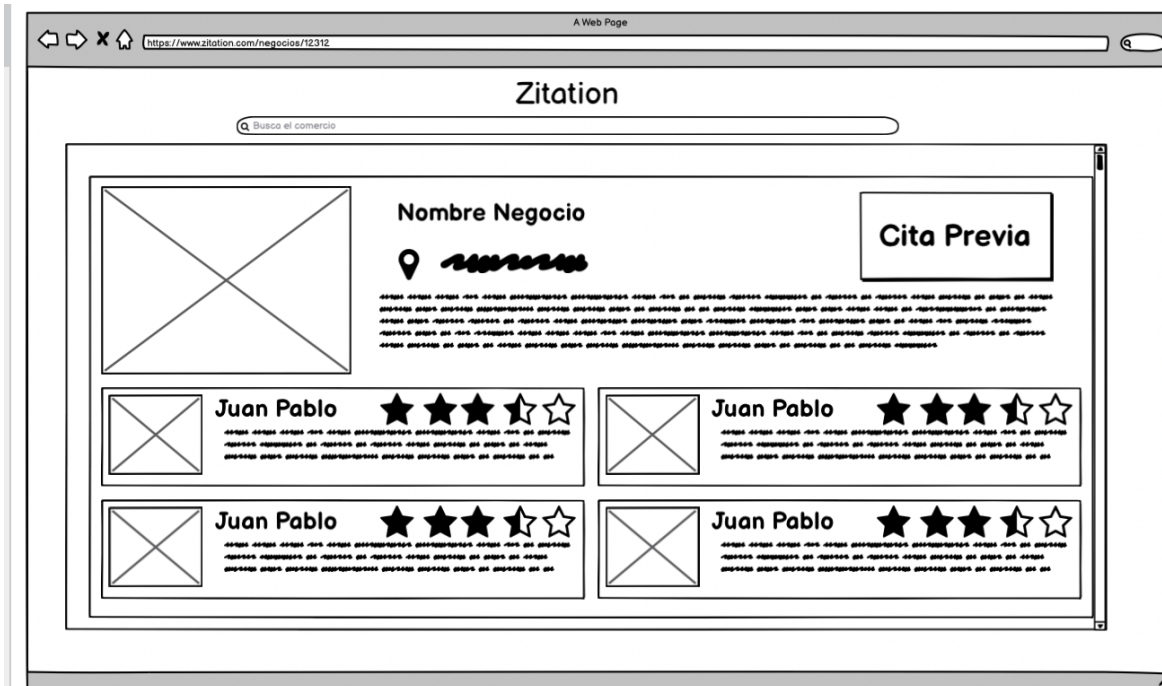 A Web Page
https://www.zitation.com/negocios/12312
Zitation
Busca el comercio
Nombre Negocio
Cita Previa
Juan Pablo
Juan Pablo
Juan Pablo
Juan Pablo